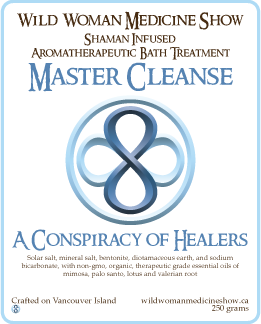 Wild Woman Medicine Show
Shaman Infused
Aromatherapeutic Bath Treatment
Master Cleanse
A Conspiracy of Healers
Solar salt, mineral salt, bentonite, diotamaceous earth, and sodium
bicarbonate, with non-gmo, organic, therapeutic grade essential oils of
mimosa, palo santo, lotus and valerian root
Crafted on Vancouver Island
wildwomanmedicineshow.ca
250 grams